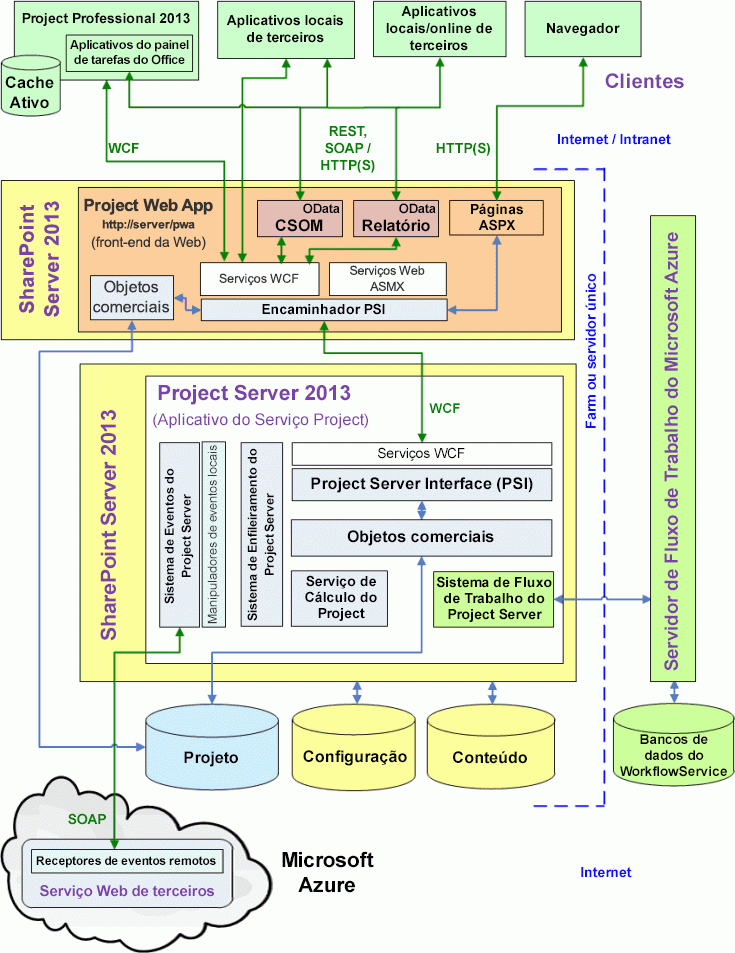 Project Professional 2013
Aplicativos do painel
de tarefas do Office
Cache
Ativo
Aplicativos locais
de terceiros
Aplicativos
locais/online de
terceiros
Navegador
Clientes
WCF
REST,
SOAP /
HTTP(S)
HTTP(S)
Internet / Intranet
SharePoint
Server 2013
Project Web App
http://server/pwa
(front-end da Web)
OData
CSOM
OData
Relatório
Páginas
ASPX
Objetos
comerciais
Serviços WCF
Serviços Web
ASMX
Encaminhador PSI
Farm ou servidor único
Servidor de Fluxo de Trabalho do Microsoft Azure
SharePoint Server 2013
Project Server 2013
(Aplicativo do Serviço Project)
WCF
Sistema de Eventos do
Project Server
Manipuladores de eventos locais
Sistema de Enfileiramento do
Project Server
Serviços WCF
Project Server Interface (PSI)
Objetos comerciais
Serviço de
Cálculo do
Project
Sistema de Fluxo
de Trabalho do
Project Server
Projeto
Configuração
Conteúdo
Bancos de
dados do
WorkflowService
SOAP
Receptores de eventos remotos
Serviço Web de terceiros
Microsoft
Azure
Internet